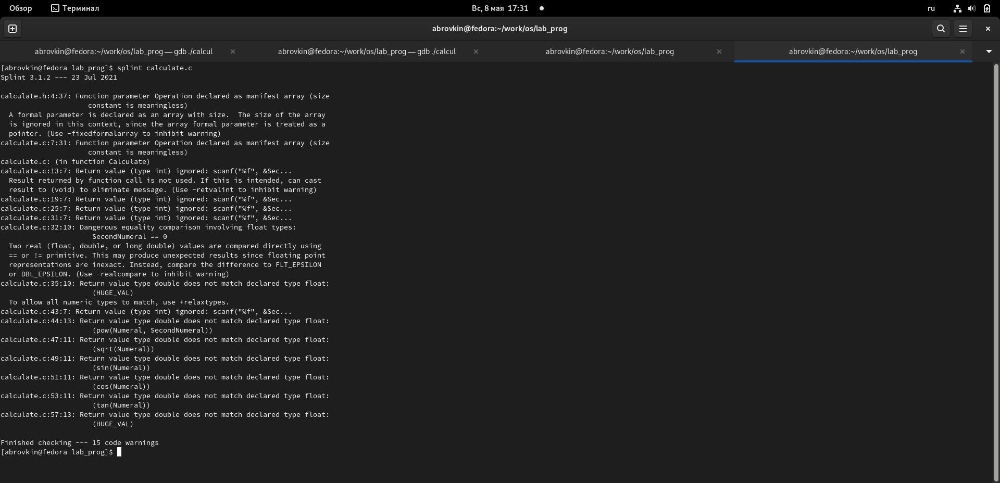 Обзор Терминал Вс, 8 мая 17:31 ru
abrovkin@fedora:~/work/os/lab_prog
abrovkin@fedora:~/work/os/lab_prog — gdb ./calcul abrovkin@fedora:~/work/os/lab_prog — gdb ./calcul abrovkin@fedora:~/work/os/lab_prog abrovkin@fedora:~/work/os/lab_prog
[abrovkin@fedora lab_prog]$ splint calculate.c
Splint 3.1.2 --- 23 Jul 2021
calculate.h:4:37: Function parameter Operation declared as manifest array (size
constant is meaningless)
A formal parameter is declared as an array with size.  The size of the array
is ignored in this context, since the array formal parameter is treated as a
pointer. (Use -fixedformalarray to inhibit warning)
calculate.c:7:31: Function parameter Operation declared as manifest array (size
constant is meaningless)
calculate.c: (in function Calculate)
calculate.c:13:7: Return value (type int) ignored: scanf("%f", &Sec...
Result returned by function call is not used. If this is intended, can cast
result to (void) to eliminate message. (Use -retvalint to inhibit warning)
calculate.c:19:7: Return value (type int) ignored: scanf("%f", &Sec...
calculate.c:25:7: Return value (type int) ignored: scanf("%f", &Sec...
calculate.c:31:7: Return value (type int) ignored: scanf("%f", &Sec...
calculate.c:32:10: Dangerous equality comparison involving float types:
SecondNumeral == 0
Two real (float, double, or long double) values are compared directly using
== or != primitive. This may produce unexpected results since floating point
representations are inexact. Instead, compare the difference to FLT_EPSILON
or DBL_EPSILON. (Use -realcompare to inhibit warning)
calculate.c:35:10: Return value type double does not match declared type float:
(HUGE_VAL)
To allow all numeric types to match, use +relaxtypes.
calculate.c:43:7: Return value (type int) ignored: scanf("%f", &Sec...
calculate.c:44:13: Return value type double does not match declared type float:
(pow(Numeral, SecondNumeral))
calculate.c:47:11: Return value type double does not match declared type float:
(sqrt(Numeral))
calculate.c:49:11: Return value type double does not match declared type float:
(sin(Numeral))
calculate.c:51:11: Return value type double does not match declared type float:
(cos(Numeral))
calculate.c:53:11: Return value type double does not match declared type float:
(tan(Numeral))
calculate.c:57:13: Return value type double does not match declared type float:
(HUGE_VAL)
Finished checking --- 15 code warnings
[abrovkin@fedora lab_prog]$